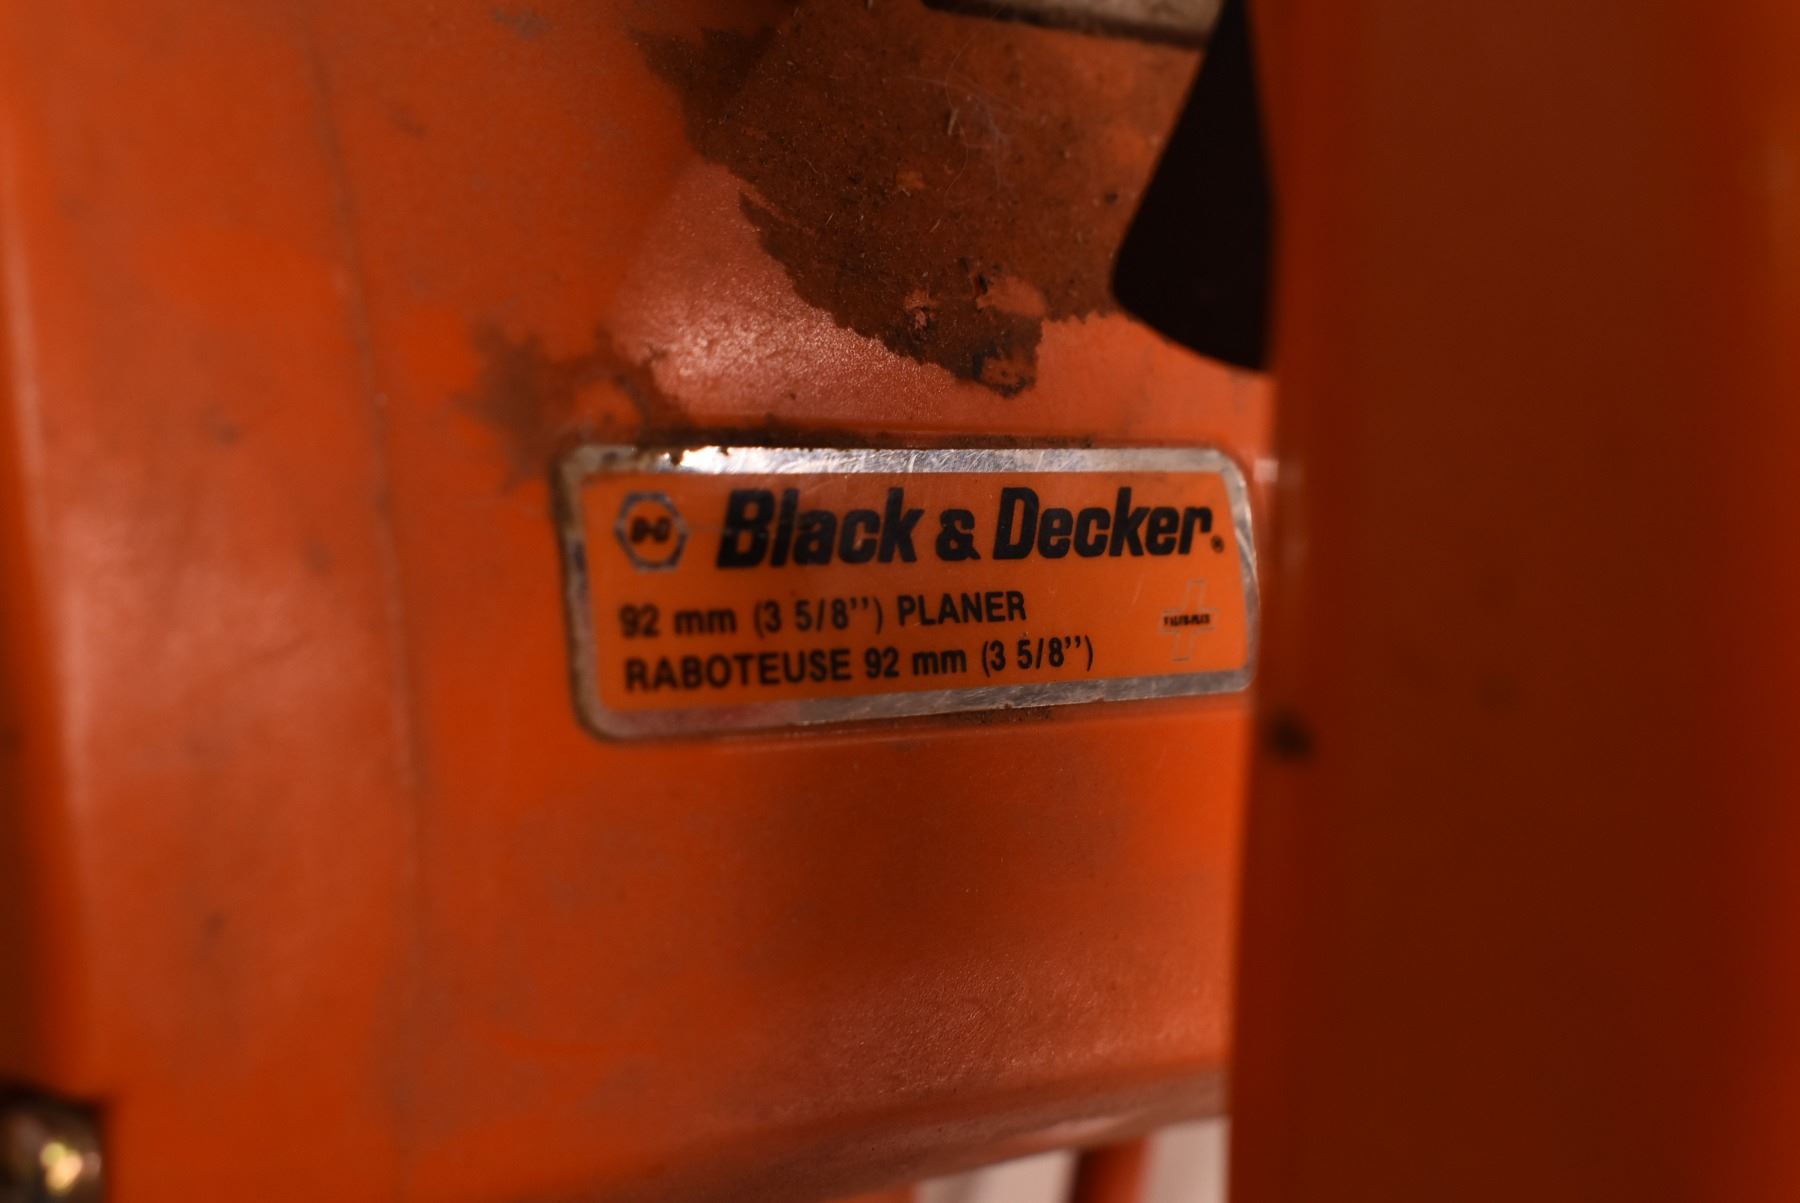 B-D Black & Decker®
92 mm (3 5/8'') PLANER
RABOTEUSE 92 mm (3 5/8'')